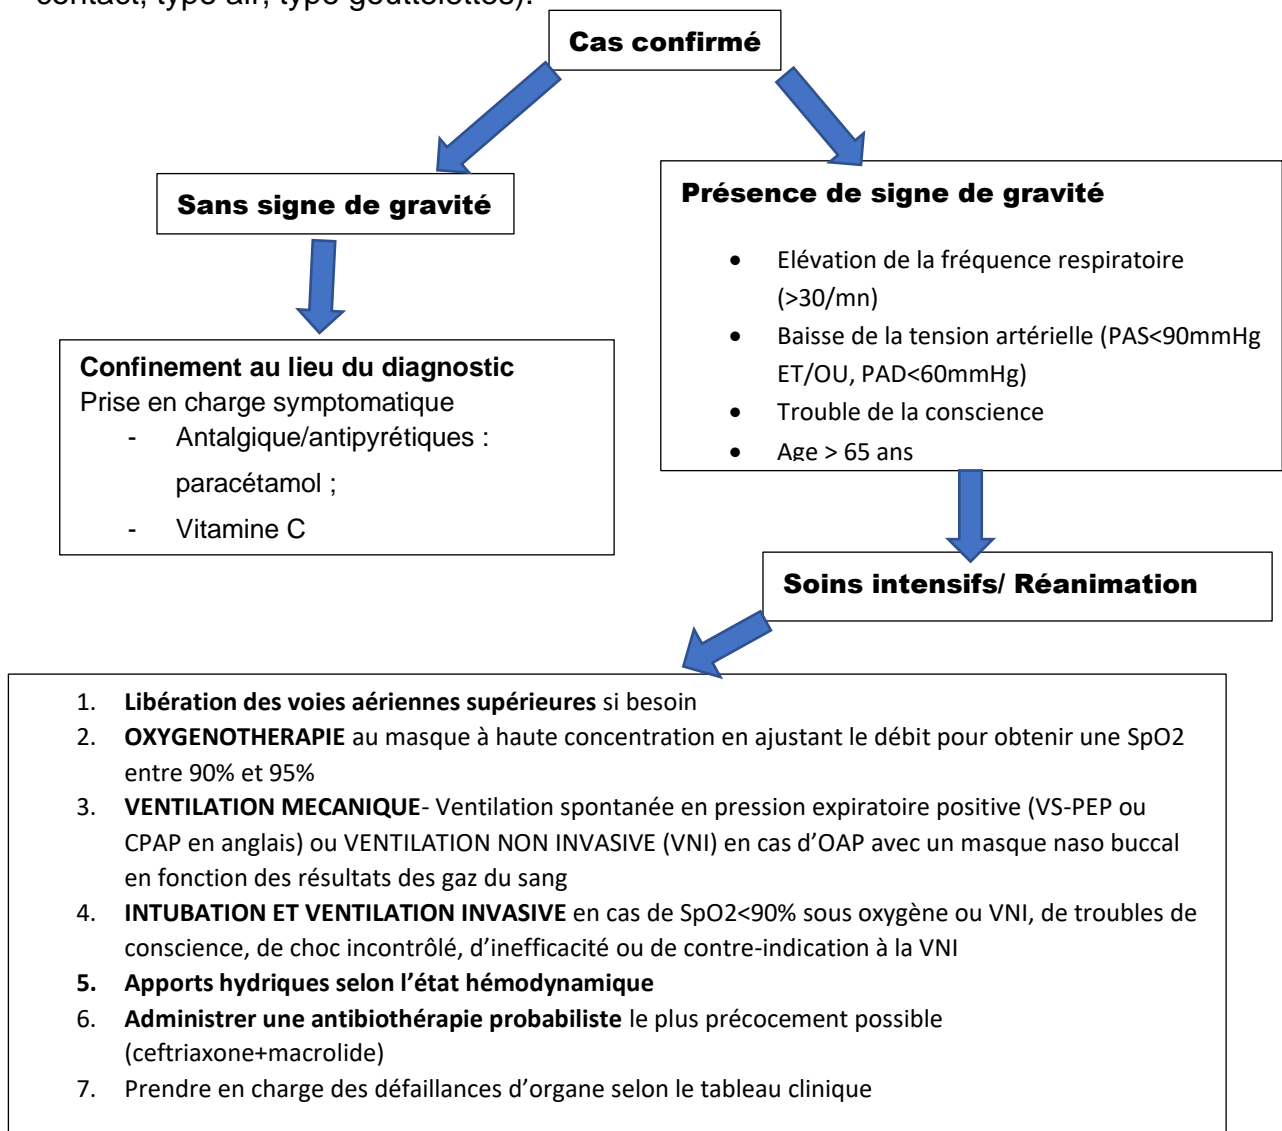 contact, type air, type gouttelettes).
Cas confirmé
Sans signe de gravité
Confinement au lieu du diagnostic
Prise en charge symptomatique
- Antalgique/antipyrétiques :
paracétamol ;
- Vitamine C
Présence de signe de gravité
• Elévation de la fréquence respiratoire
(>30/mn)
• Baisse de la tension artérielle (PAS<90mmHg
ET/OU, PAD<60mmHg)
• Trouble de la conscience
• Age > 65 ans
Soins intensifs/ Réanimation
1. Libération des voies aériennes supérieures si besoin
2. OXYGENOTHERAPIE au masque à haute concentration en ajustant le débit pour obtenir une SpO2
entre 90% et 95%
3. VENTILATION MECANIQUE- Ventilation spontanée en pression expiratoire positive (VS-PEP ou
CPAP en anglais) ou VENTILATION NON INVASIVE (VNI) en cas d’OAP avec un masque naso buccal
en fonction des résultats des gaz du sang
4. INTUBATION ET VENTILATION INVASIVE en cas de SpO2<90% sous oxygène ou VNI, de troubles de
conscience, de choc incontrôlé, d’inefficacité ou de contre-indication à la VNI
5. Apports hydriques selon l’état hémodynamique
6. Administrer une antibiothérapie probabiliste le plus précocement possible
(ceftriaxone+macrolide)
7. Prendre en charge des défaillances d’organe selon le tableau clinique